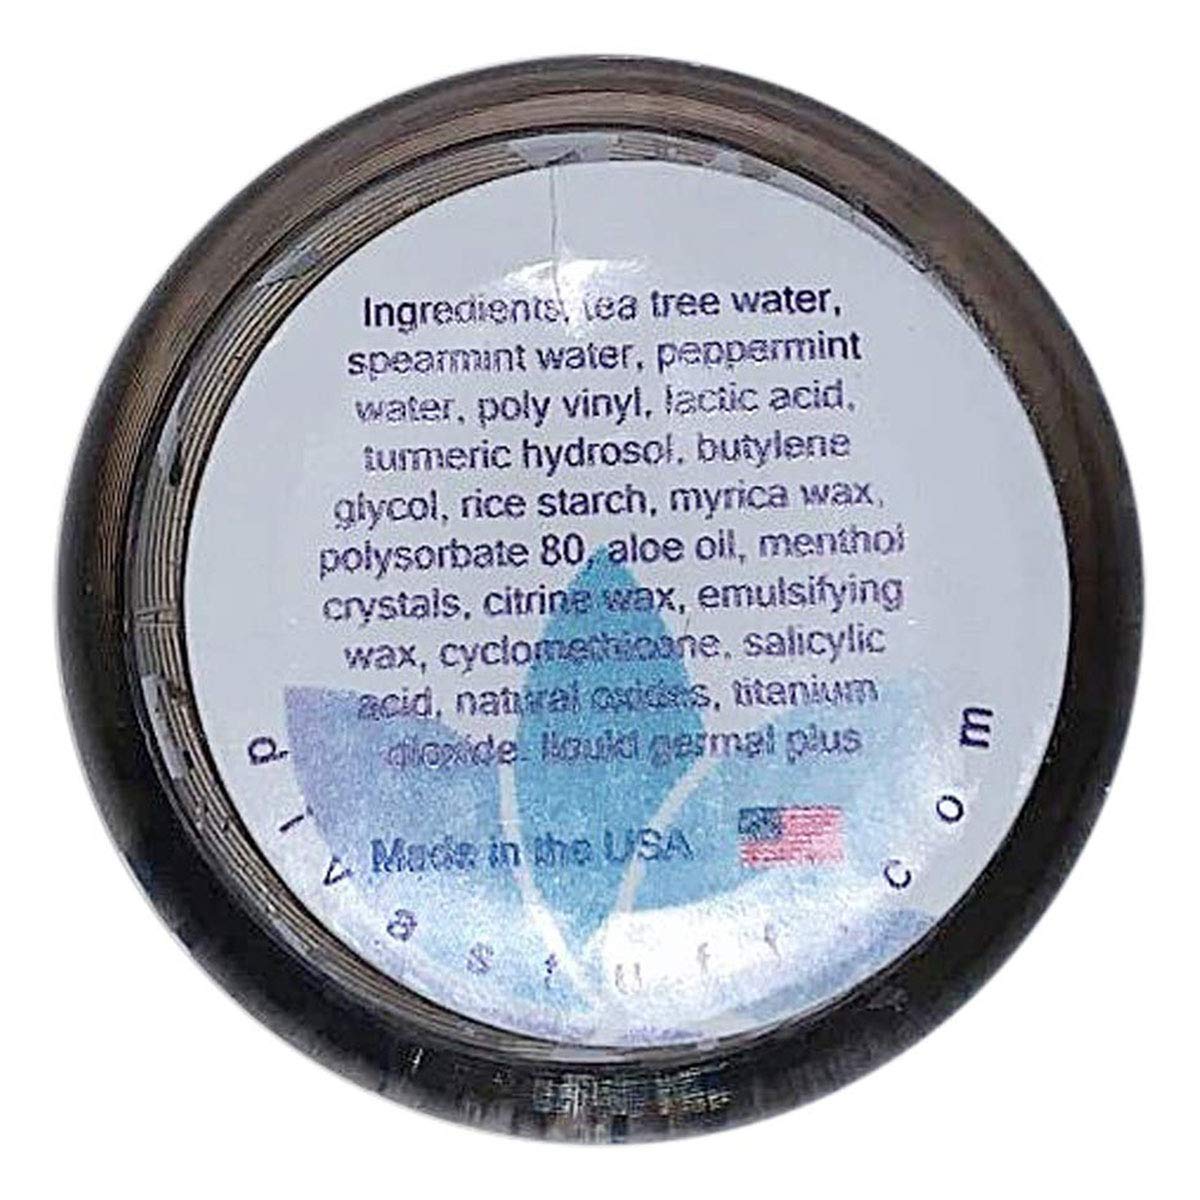 Ingredients, tea tree water,
spearmint water, peppermint
water, poly vinyl, lactic acid,
turmeric hydrosol, butylene
glycol, rice starch, myrica wax,
polysorbate 80, aloe oil, menthol
crystals, citrine wax, emulsifying
wax, cyclomethicone, salicylic
acid, natural oxides, titanium
dioxide, liquid germal plus
Made in the USA
pivastuff.com